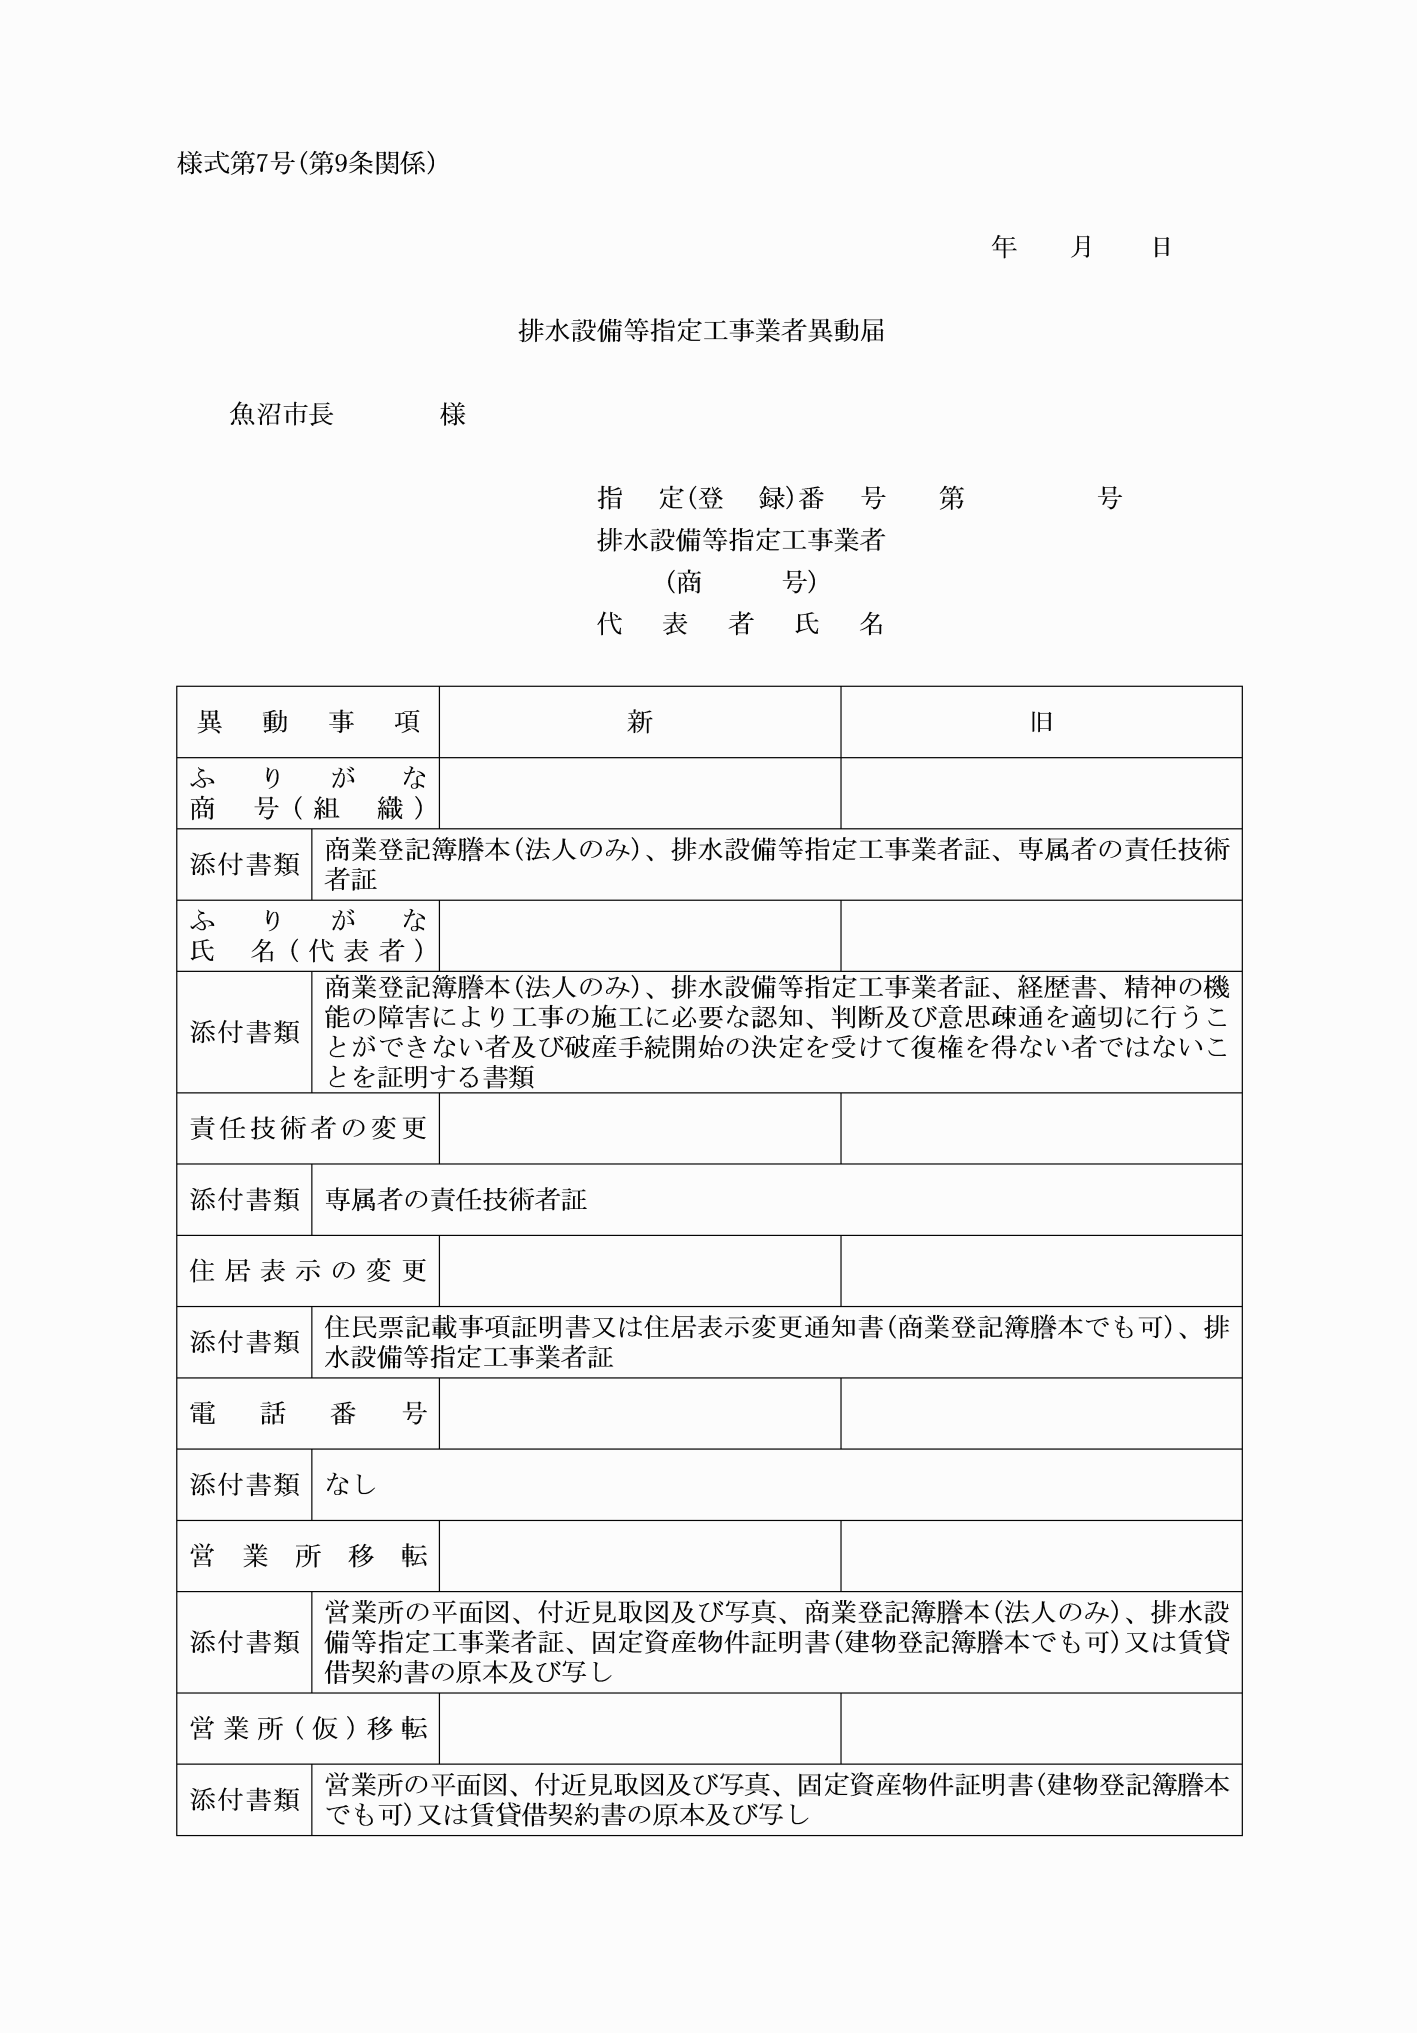 様式第7号(第9条関係)
年　　月　　日
排水設備等指定工事業者異動届
魚沼市長　　　　様
指　定(登　録)番　号　　第　　　　　号
排水設備等指定工事業者
(商　　　号)
代　表　者　氏　名
異　動　事　項　新　旧
ふ　り　が　な
商　号(組　織)
添付書類　商業登記簿謄本(法人のみ)、排水設備等指定工事業者証、専属者の責任技術
者証
ふ　り　が　な
氏　名(代表者)
添付書類　商業登記簿謄本(法人のみ)、排水設備等指定工事業者証、経歴書、精神の機
能の障害により工事の施工に必要な認知、判断及び意思疎通を適切に行うこ
とができない者及び破産手続開始の決定を受けて復権を得ない者ではないこ
とを証明する書類
責任技術者の変更
添付書類　専属者の責任技術者証
住居表示の変更
添付書類　住民票記載事項証明書又は住居表示変更通知書(商業登記簿謄本でも可)、排
水設備等指定工事業者証
電　話　番　号
添付書類　なし
営　業　所　移　転
添付書類　営業所の平面図、付近見取図及び写真、商業登記簿謄本(法人のみ)、排水設
備等指定工事業者証、固定資産物件証明書(建物登記簿謄本でも可)又は賃貸
借契約書の原本及び写し
営業所(仮)移転
添付書類　営業所の平面図、付近見取図及び写真、固定資産物件証明書(建物登記簿謄本
でも可)又は賃貸借契約書の原本及び写し